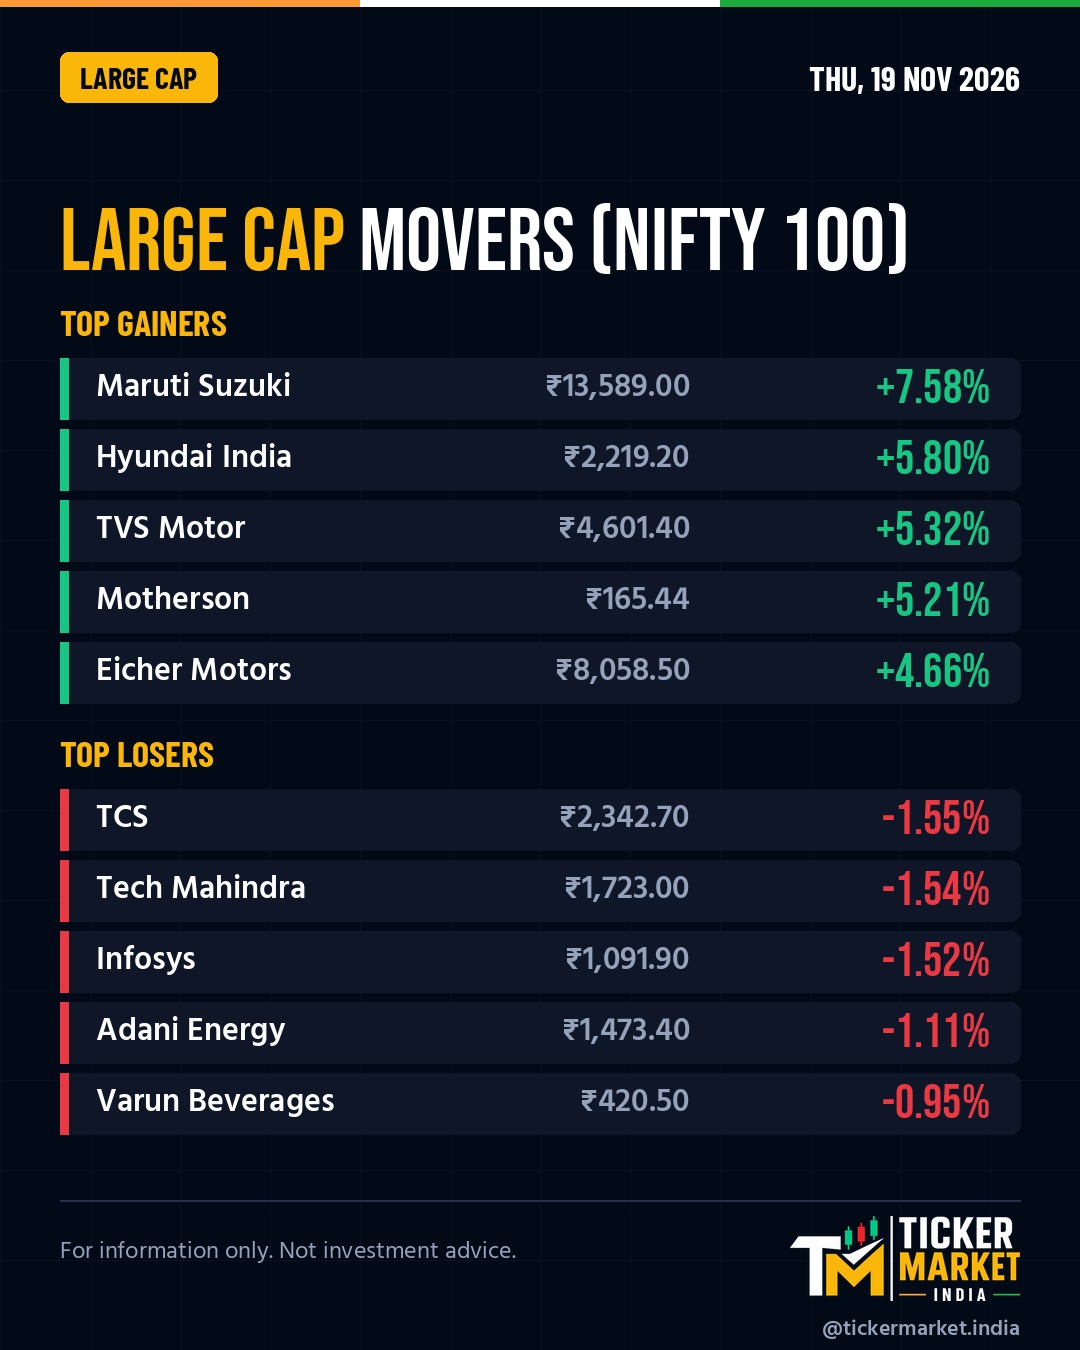 LARGE CAP
THU, 19 NOV 2026
LARGE CAP MOVERS (NIFTY 100)
TOP GAINERS
Maruti Suzuki ₹13,589.00 +7.58%
Hyundai India ₹2,219.20 +5.80%
TVS Motor ₹4,601.40 +5.32%
Motherson ₹165.44 +5.21%
Eicher Motors ₹8,058.50 +4.66%
TOP LOSERS
TCS ₹2,342.70 -1.55%
Tech Mahindra ₹1,723.00 -1.54%
Infosys ₹1,091.90 -1.52%
Adani Energy ₹1,473.40 -1.11%
Varun Beverages ₹420.50 -0.95%
For information only. Not investment advice.
TM
TICKER
MARKET
INDIA
@tickermarket.india